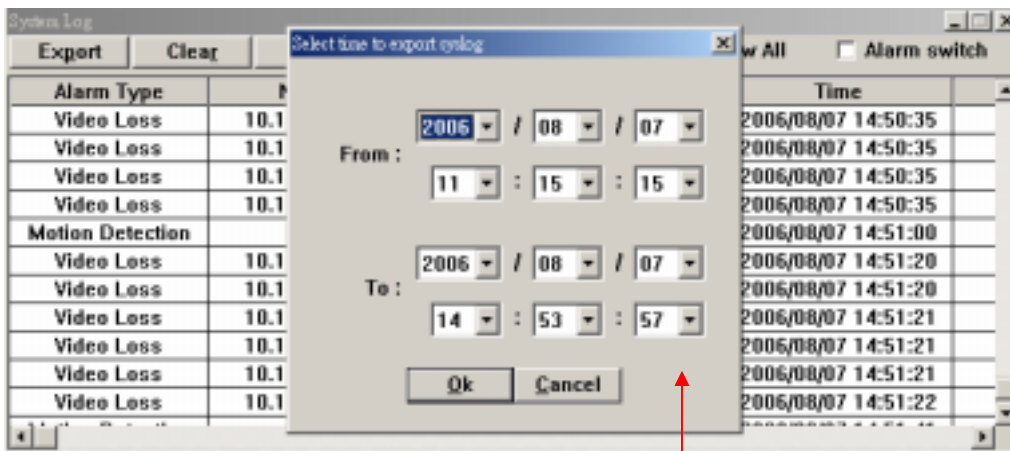 System Log
Export Clear w All Alarm switch
Select time to export syslog
Alarm Type Time
Video Loss 10.1 2006/08/07 14:50:35
Video Loss 10.1 2006/08/07 14:50:35
Video Loss 10.1 2006/08/07 14:50:35
Video Loss 10.1 2006/08/07 14:50:35
Motion Detection 2006/08/07 14:51:00
Video Loss 10.1 2006/08/07 14:51:20
Video Loss 10.1 2006/08/07 14:51:20
Video Loss 10.1 2006/08/07 14:51:21
Video Loss 10.1 2006/08/07 14:51:21
Video Loss 10.1 2006/08/07 14:51:21
Video Loss 10.1 2006/08/07 14:51:22
From :
2006 / 08 / 07
11 : 15 : 15
To :
2006 / 08 / 07
14 : 53 : 57
Ok Cancel